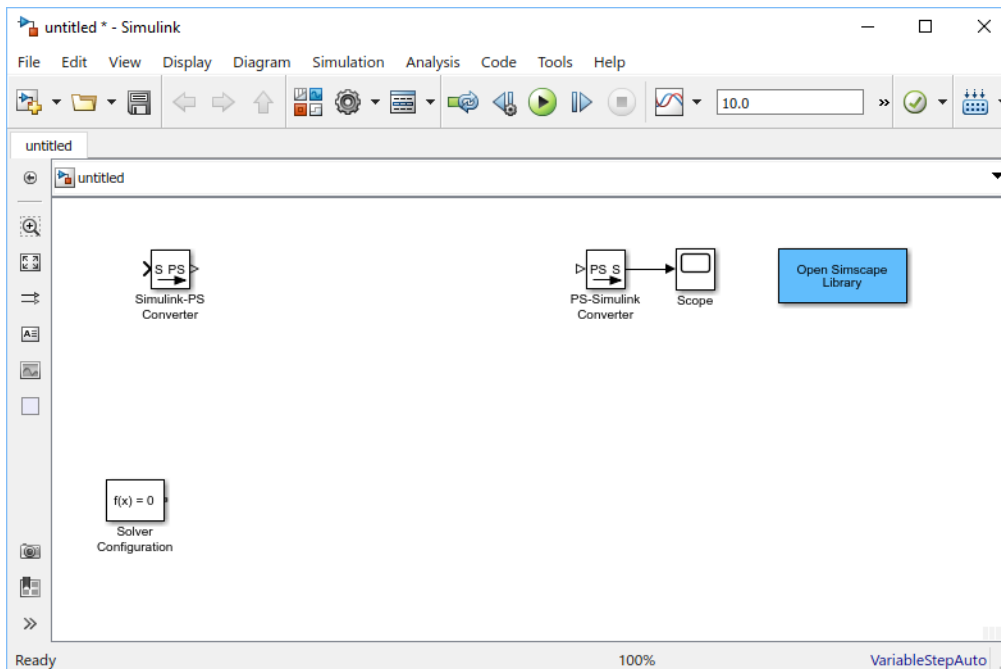 untitled * - Simulink
File Edit View Display Diagram Simulation Analysis Code Tools Help
10.0
»
untitled
untitled
S PS
Simulink-PS
Converter
PS S
PS-Simulink
Converter
Scope
Open Simscape
Library
f(x) = 0
Solver
Configuration
Ready 100% VariableStepAuto